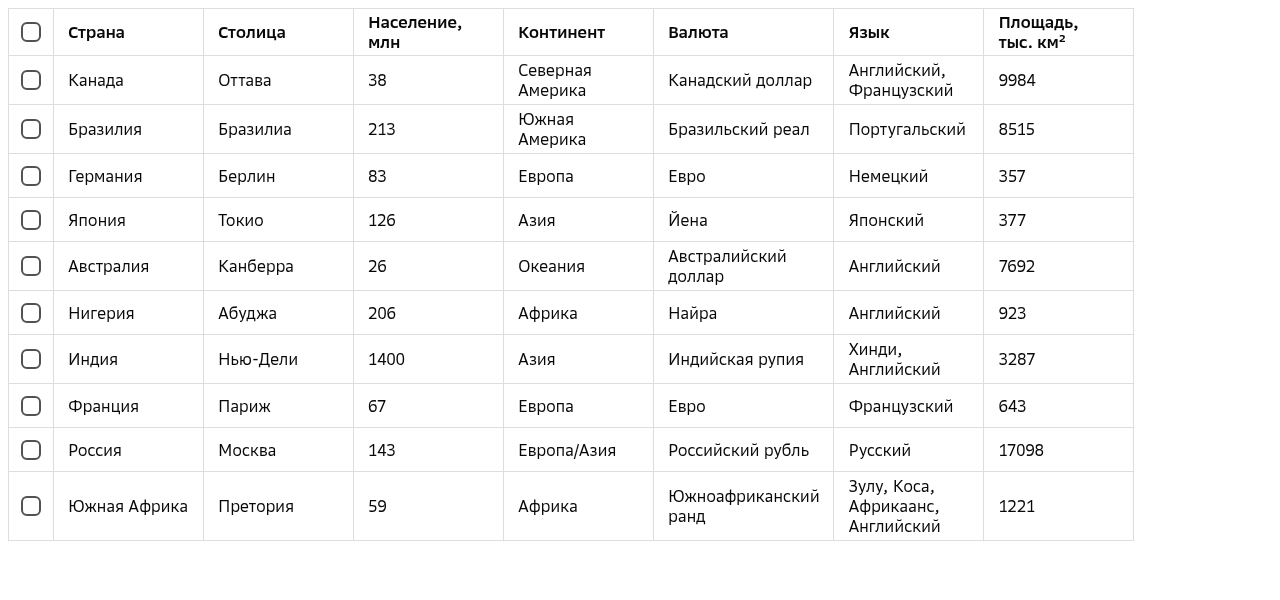 Страна Столица Население, млн Континент Валюта Язык Площадь, тыс. км²
Канада Оттава 38 Северная Америка Канадский доллар Английский, Французский 9984
Бразилия Бразилиа 213 Южная Америка Бразильский реал Португальский 8515
Германия Берлин 83 Европа Евро Немецкий 357
Япония Токио 126 Азия Йена Японский 377
Австралия Канберра 26 Океания Австралийский доллар Английский 7692
Нигерия Абуджа 206 Африка Найра Английский 923
Индия Нью-Дели 1400 Азия Индийская рупия Хинди, Английский 3287
Франция Париж 67 Европа Евро Французский 643
Россия Москва 143 Европа/Азия Российский рубль Русский 17098
Южная Африка Претория 59 Африка Южноафриканский ранд Зулу, Коса, Африкаанс, Английский 1221